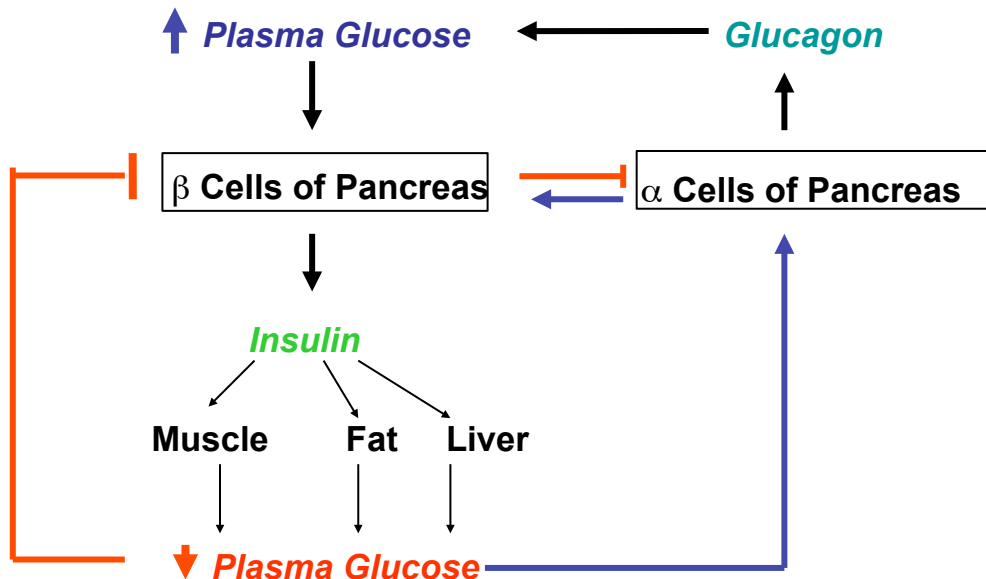 Plasma Glucose
Glucagon
β Cells of Pancreas
α Cells of Pancreas
Insulin
Muscle
Fat
Liver
Plasma Glucose